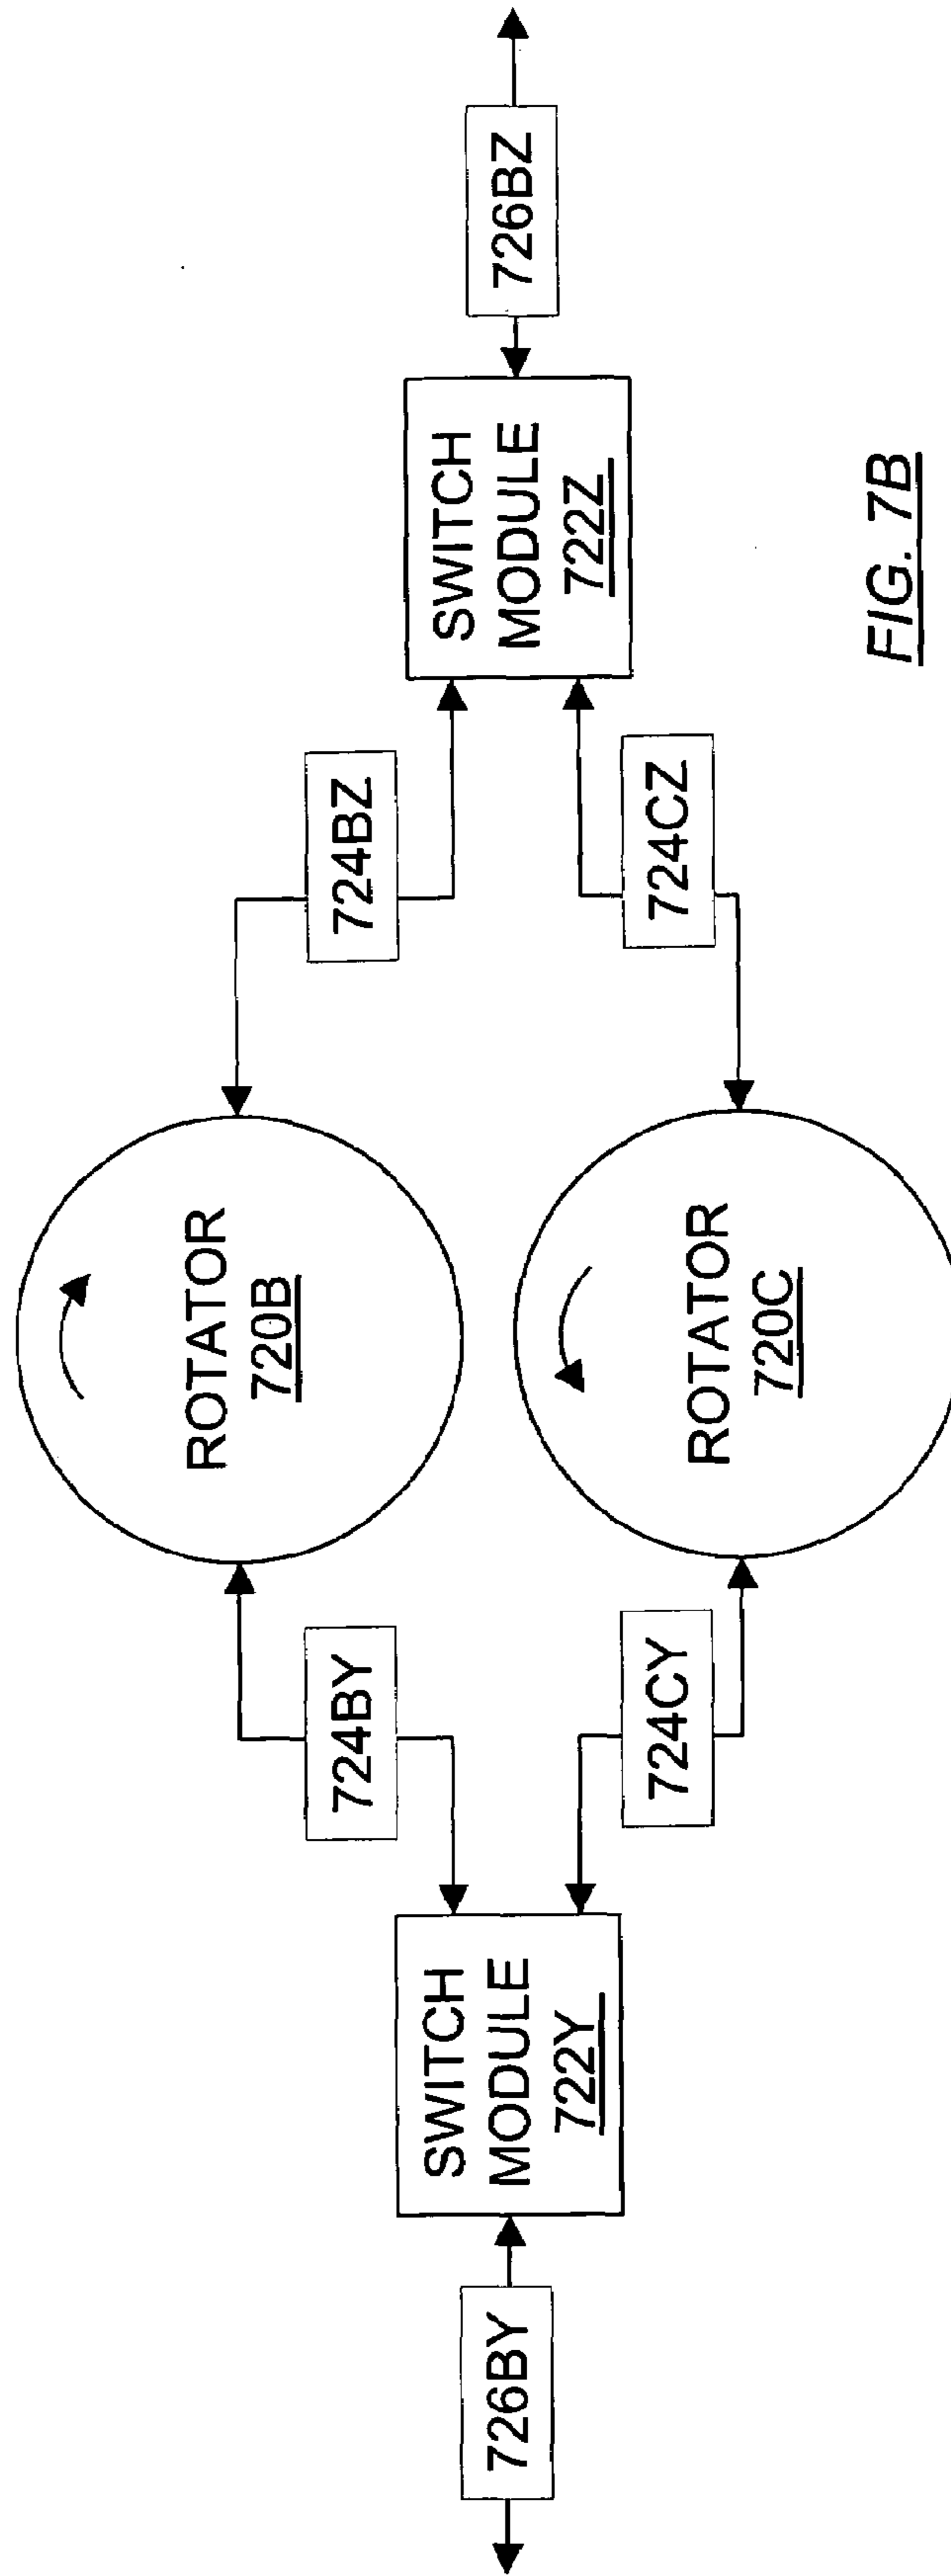 ROTATOR
720B
724BY
724BZ
SWITCH
MODULE
722Y
SWITCH
MODULE
722Z
726BY
726BZ
724CY
724CZ
ROTATOR
720C
FIG. 7B